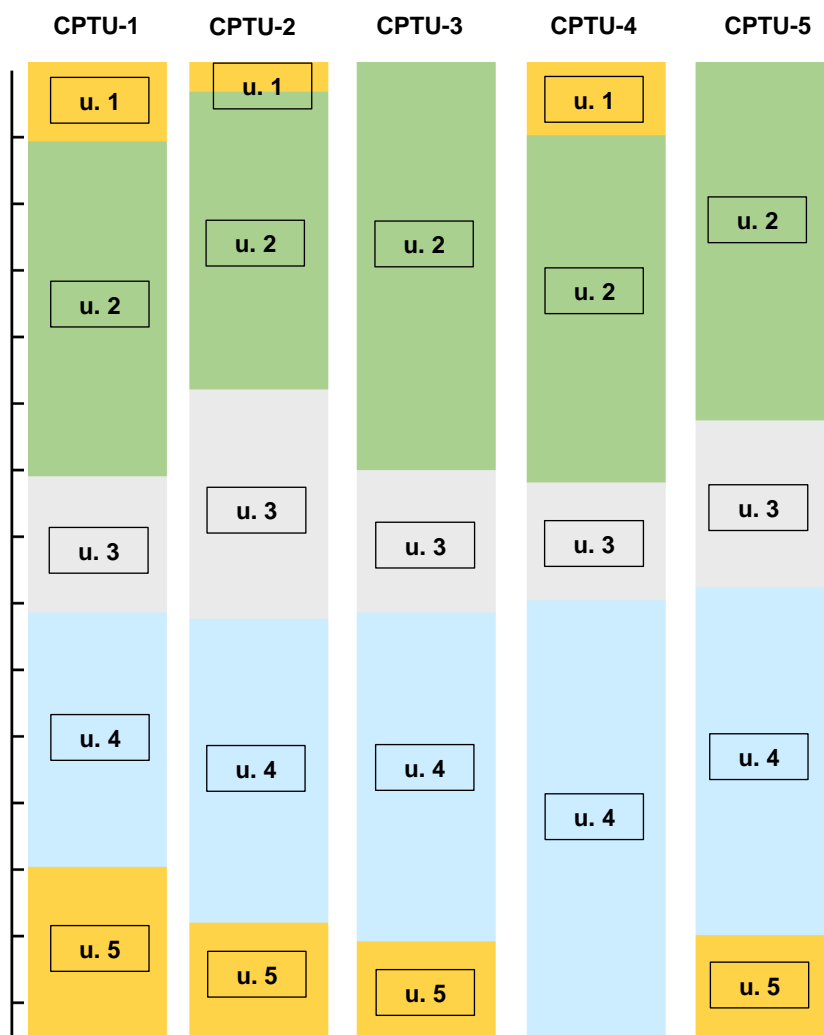 CPTU-1 CPTU-2 CPTU-3 CPTU-4 CPTU-5
u. 1 u. 1 u. 1
u. 2 u. 2 u. 2 u. 2 u. 2
u. 3 u. 3 u. 3 u. 3 u. 3
u. 4 u. 4 u. 4 u. 4 u. 4
u. 5 u. 5 u. 5 u. 5